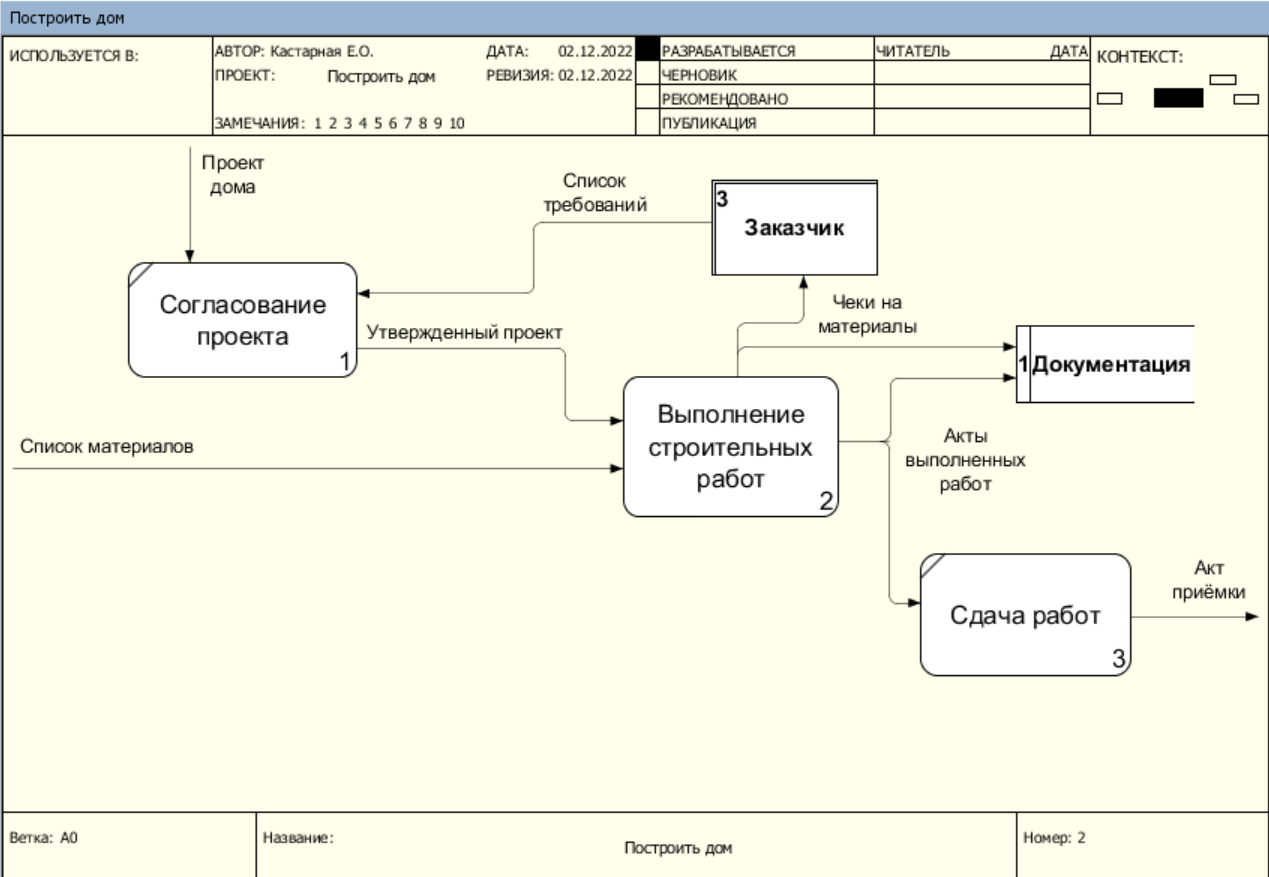 Построить дом
ИСПОЛЬЗУЕТСЯ В:
АВТОР: Кастарная Е.О.
ДАТА: 02.12.2022
ПРОЕКТ: Построить дом
РЕВИЗИЯ: 02.12.2022
ЗАМЕЧАНИЯ: 1 2 3 4 5 6 7 8 9 10
РАЗРАБАТЫВАЕТСЯ
ЧЕРНОВИК
РЕКОМЕНДОВАНО
ПУБЛИКАЦИЯ
ЧИТАТЕЛЬ
ДАТА
КОНТЕКСТ:
Проект
дома
Список
требований
3
Заказчик
Согласование
проекта
1
Утвержденный проект
Чеки на
материалы
1
Документация
Список материалов
Выполнение
строительных
работ
2
Акты
выполненных
работ
Сдача работ
3
Акт
приёмки
Ветка: A0
Название:
Построить дом
Номер: 2